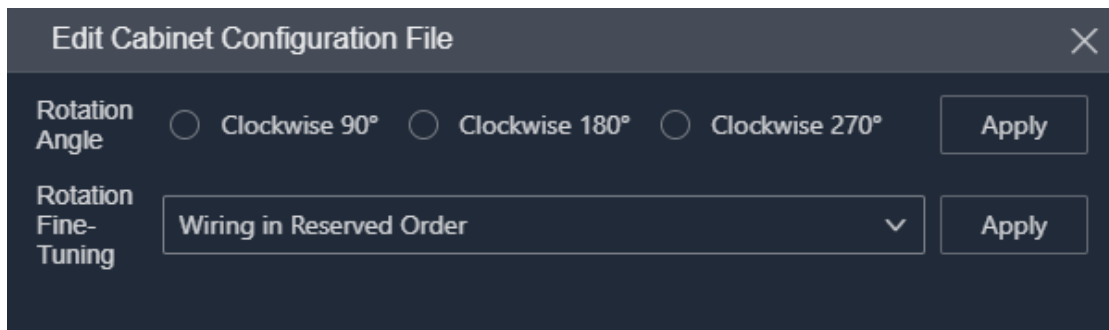 Edit Cabinet Configuration File
Rotation
Angle
Clockwise 90° Clockwise 180° Clockwise 270° Apply
Rotation
Fine-
Tuning
Wiring in Reserved Order Apply